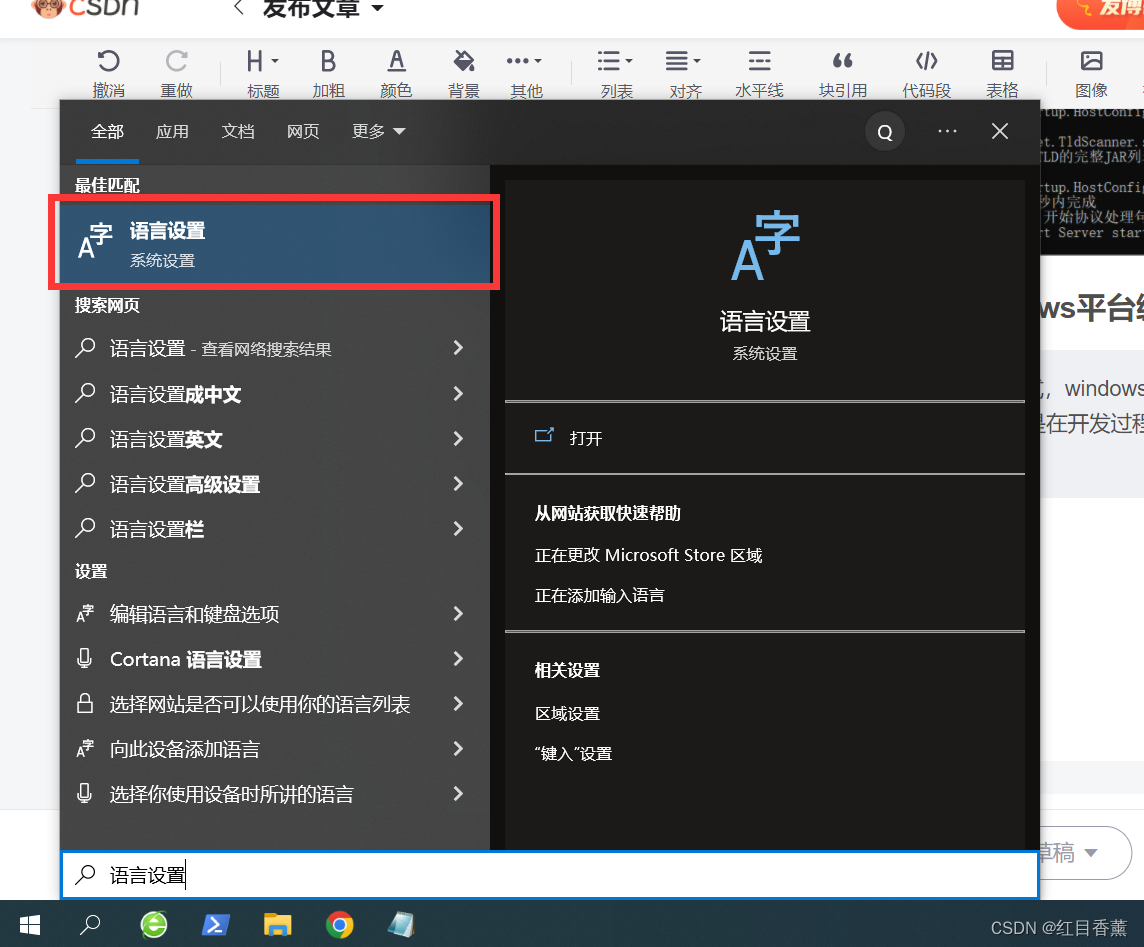 CSDN
发布文章
发博
撤消 重做 标题 加粗 颜色 背景 其他 列表 对齐 水平线 块引用 代码段 表格 图像
全部 应用 文档 网页 更多 Q
最佳匹配
语言设置
系统设置
搜索网页
语言设置 - 查看网络搜索结果
语言设置成中文
语言设置英文
语言设置高级设置
语言设置栏
设置
编辑语言和键盘选项
Cortana 语言设置
选择网站是否可以使用你的语言列表
向此设备添加语言
选择你使用设备时所讲的语言
语言设置
系统设置
打开
从网站获取快速帮助
正在更改 Microsoft Store 区域
正在添加输入语言
相关设置
区域设置
“键入”设置
rtup.HostConfig
et.TldScanner.s
TLD的完整JAR列
rtup.HostConfig
秒内完成
开始协议处理句
rt Server start
ws平台
，windows
是在开发过程
草稿
语言设置
CSDN @红目香薰